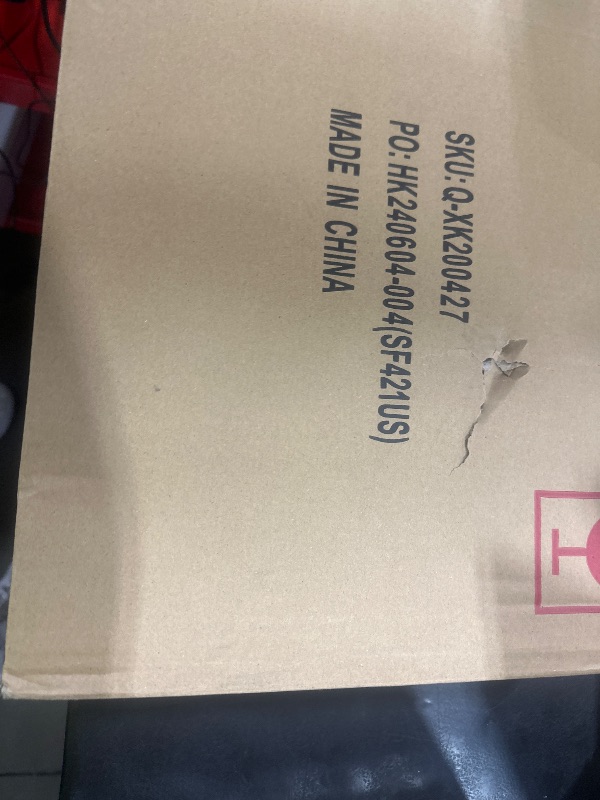 SKU: Q-XK200427
PO: HK240604-004(SF421US)
MADE IN CHINA